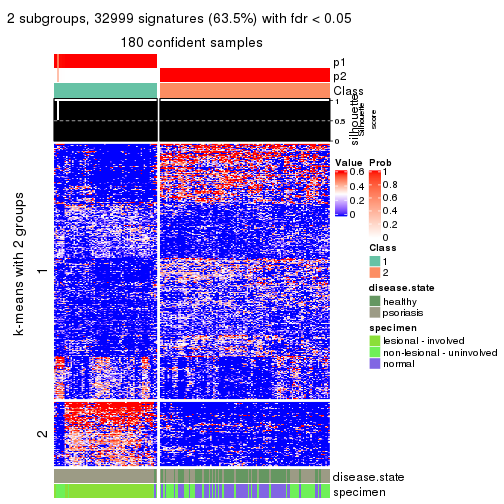 2 subgroups, 32999 signatures (63.5%) with fdr < 0.05
180 confident samples
p1
p2
Class
1
0.5
0
silhouette
Silhouette
score
k-means with 2 groups
1
2
Value
0.6
0.4
0.2
0
Prob
1
0.8
0.6
0.4
0.2
0
Class
1
2
disease.state
healthy
psoriasis
specimen
lesional - involved
non-lesional - uninvolved
normal
disease.state
specimen